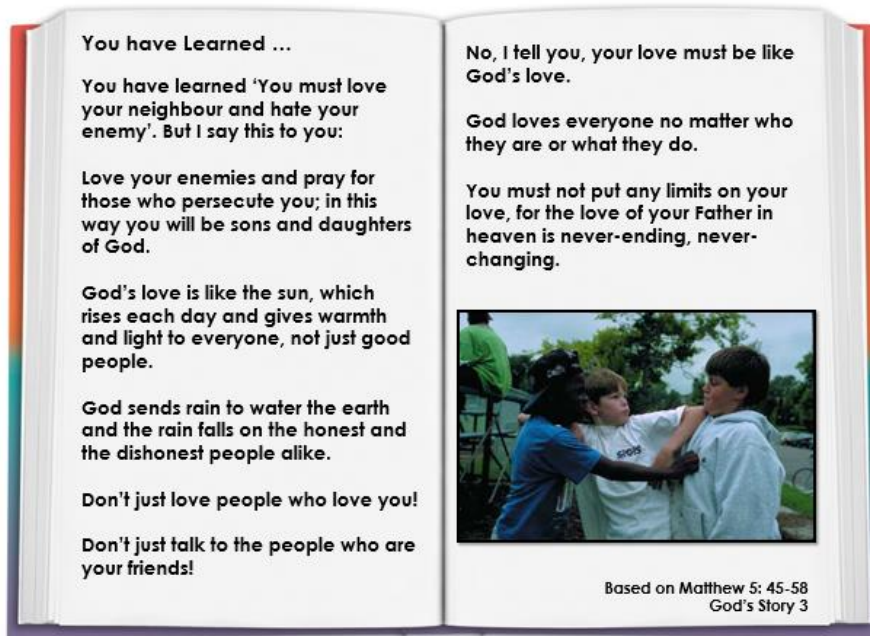 You have Learned ...
You have learned ‘You must love
your neighbour and hate your
enemy’. But I say this to you:
Love your enemies and pray for
those who persecute you; in this
way you will be sons and daughters
of God.
God’s love is like the sun, which
rises each day and gives warmth
and light to everyone, not just good
people.
God sends rain to water the earth
and the rain falls on the honest and
the dishonest people alike.
Don’t just love people who love you!
Don’t just talk to the people who are
your friends!
No, I tell you, your love must be like
God’s love.
God loves everyone no matter who
they are or what they do.
You must not put any limits on your
love, for the love of your Father in
heaven is never-ending, never-
changing.
Based on Matthew 5: 45-58
God’s Story 3